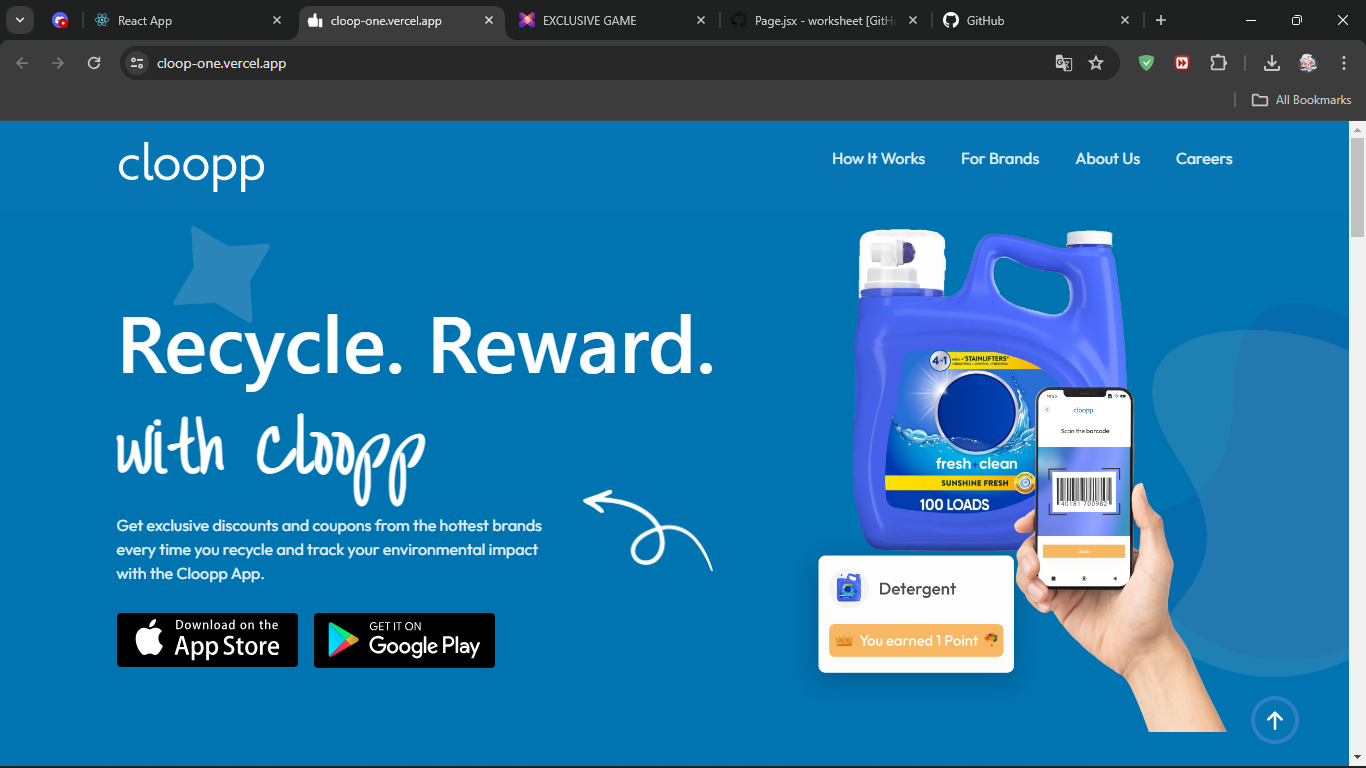 React App
cloop-one.vercel.app
EXCLUSIVE GAME
Page.jsx - worksheet [GitH
GitHub
cloop-one.vercel.app
All Bookmarks
cloopp
How It Works
For Brands
About Us
Careers
Recycle. Reward.
with Cloopp
Get exclusive discounts and coupons from the hottest brands
every time you recycle and track your environmental impact
with the Cloopp App.
Download on the
App Store
GET IT ON
Google Play
4in1
STAINLIFTERS
fresh+clean
SUNSHINE FRESH
100 LOADS
cloopp
Scan the barcode
40181 700982
Detergent
You earned 1 Point